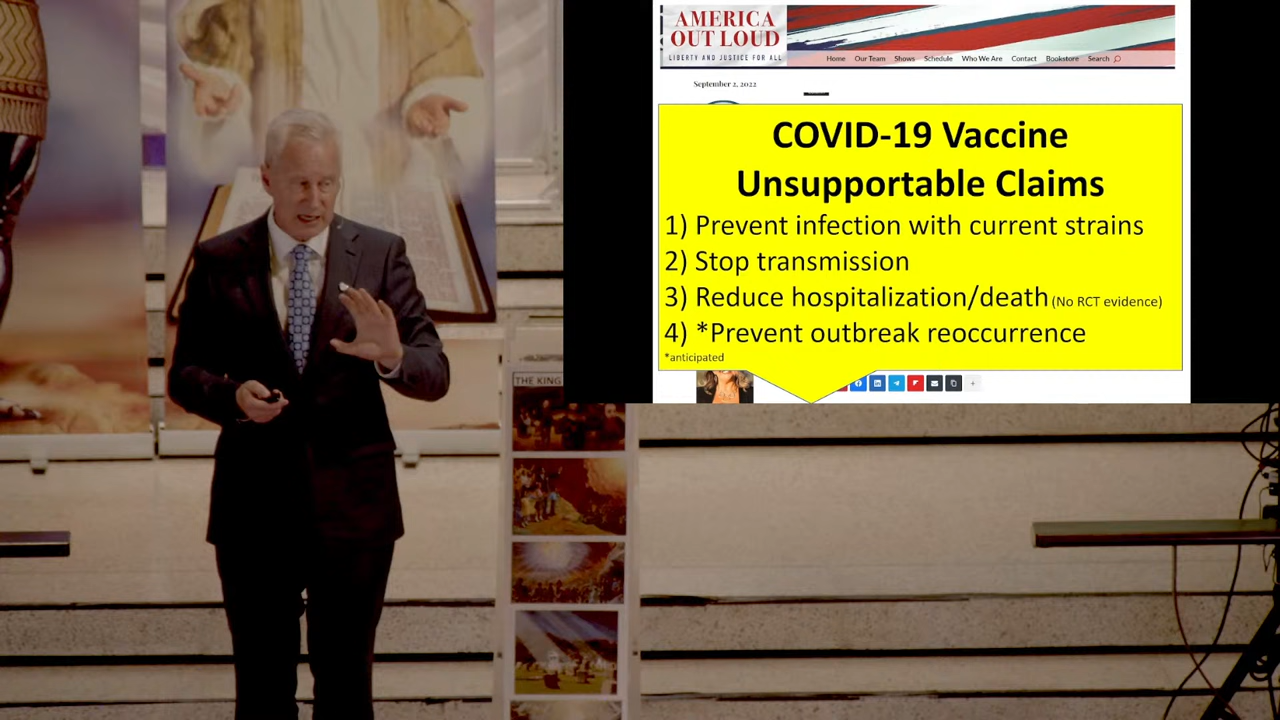 AMERICA
OUT LOUD
LIBERTY AND JUSTICE FOR ALL
Home Our Team Shows Schedule Who We Are Contact Bookstore Search
September 2, 2022
COVID-19 Vaccine
Unsupportable Claims
1) Prevent infection with current strains
2) Stop transmission
3) Reduce hospitalization/death (No RCT evidence)
4) *Prevent outbreak reoccurrence
*anticipated
THE KING